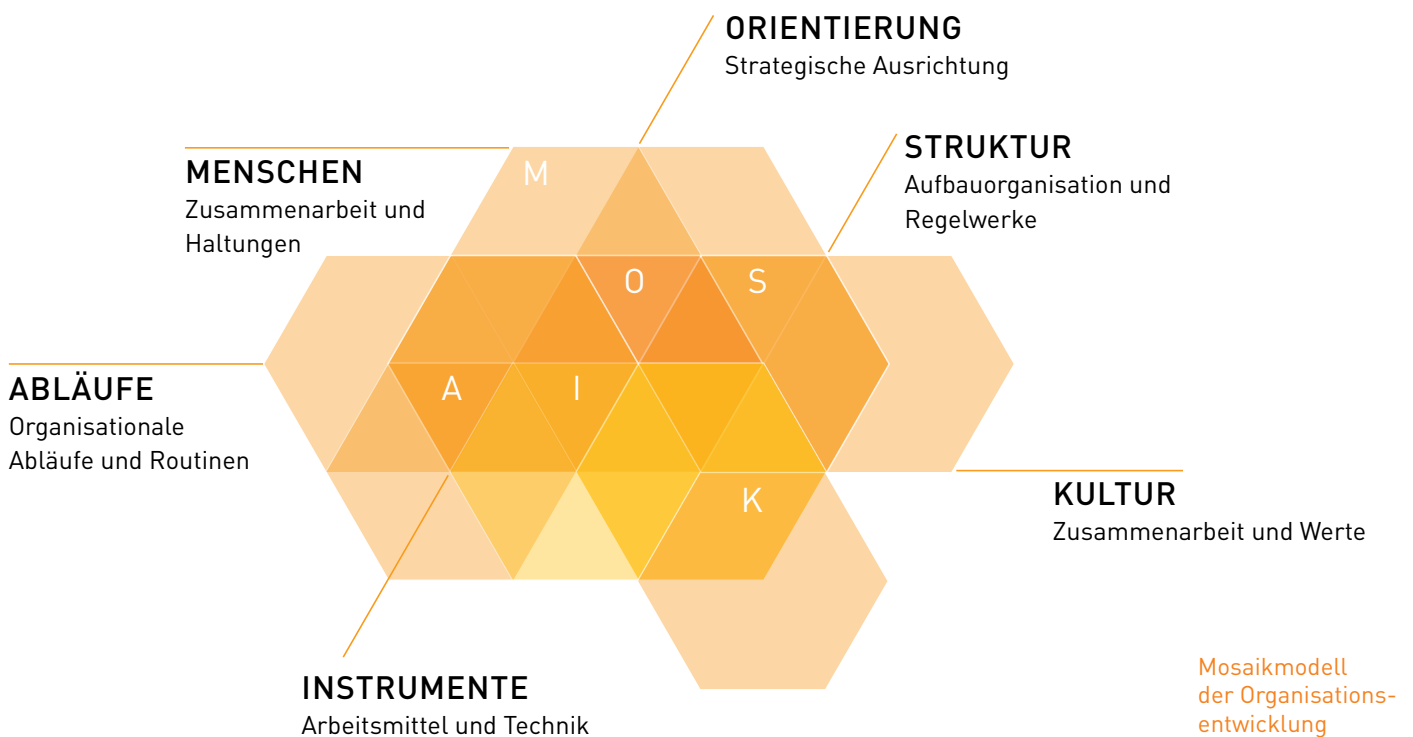 ORIENTIERUNG
Strategische Ausrichtung
STRUKTUR
Aufbauorganisation und
Regelwerke
MENSCHEN
Zusammenarbeit und
Haltungen
M
O
S
A
I
K
ABLÄUFE
Organisationale
Abläufe und Routinen
KULTUR
Zusammenarbeit und Werte
INSTRUMENTE
Arbeitsmittel und Technik
Mosaikmodell
der Organisations-
entwicklung